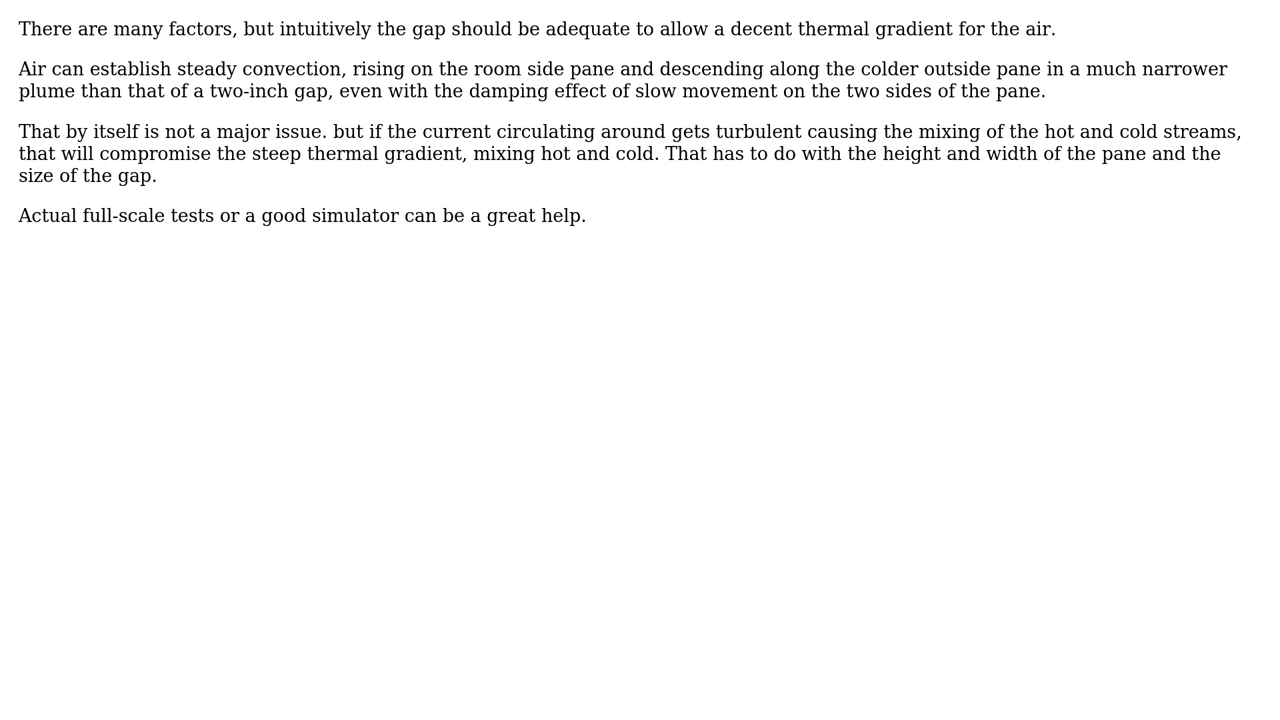 There are many factors, but intuitively the gap should be adequate to allow a decent thermal gradient for the air.
Air can establish steady convection, rising on the room side pane and descending along the colder outside pane in a much narrower
plume than that of a two-inch gap, even with the damping effect of slow movement on the two sides of the pane.
That by itself is not a major issue. but if the current circulating around gets turbulent causing the mixing of the hot and cold streams,
that will compromise the steep thermal gradient, mixing hot and cold. That has to do with the height and width of the pane and the
size of the gap.
Actual full-scale tests or a good simulator can be a great help.